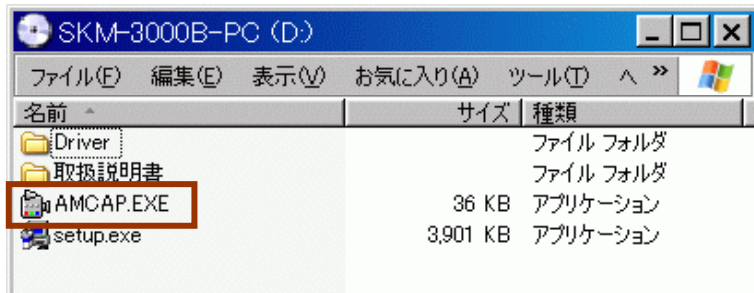 SKM-3000B-PC (D:)
ファイル(F) 編集(E) 表示(V) お気に入り(A) ツール(T) ヘ »
名前 サイズ 種類
Driver ファイル フォルダ
取扱説明書 ファイル フォルダ
AMCAP.EXE 36 KB アプリケーション
setup.exe 3,901 KB アプリケーション